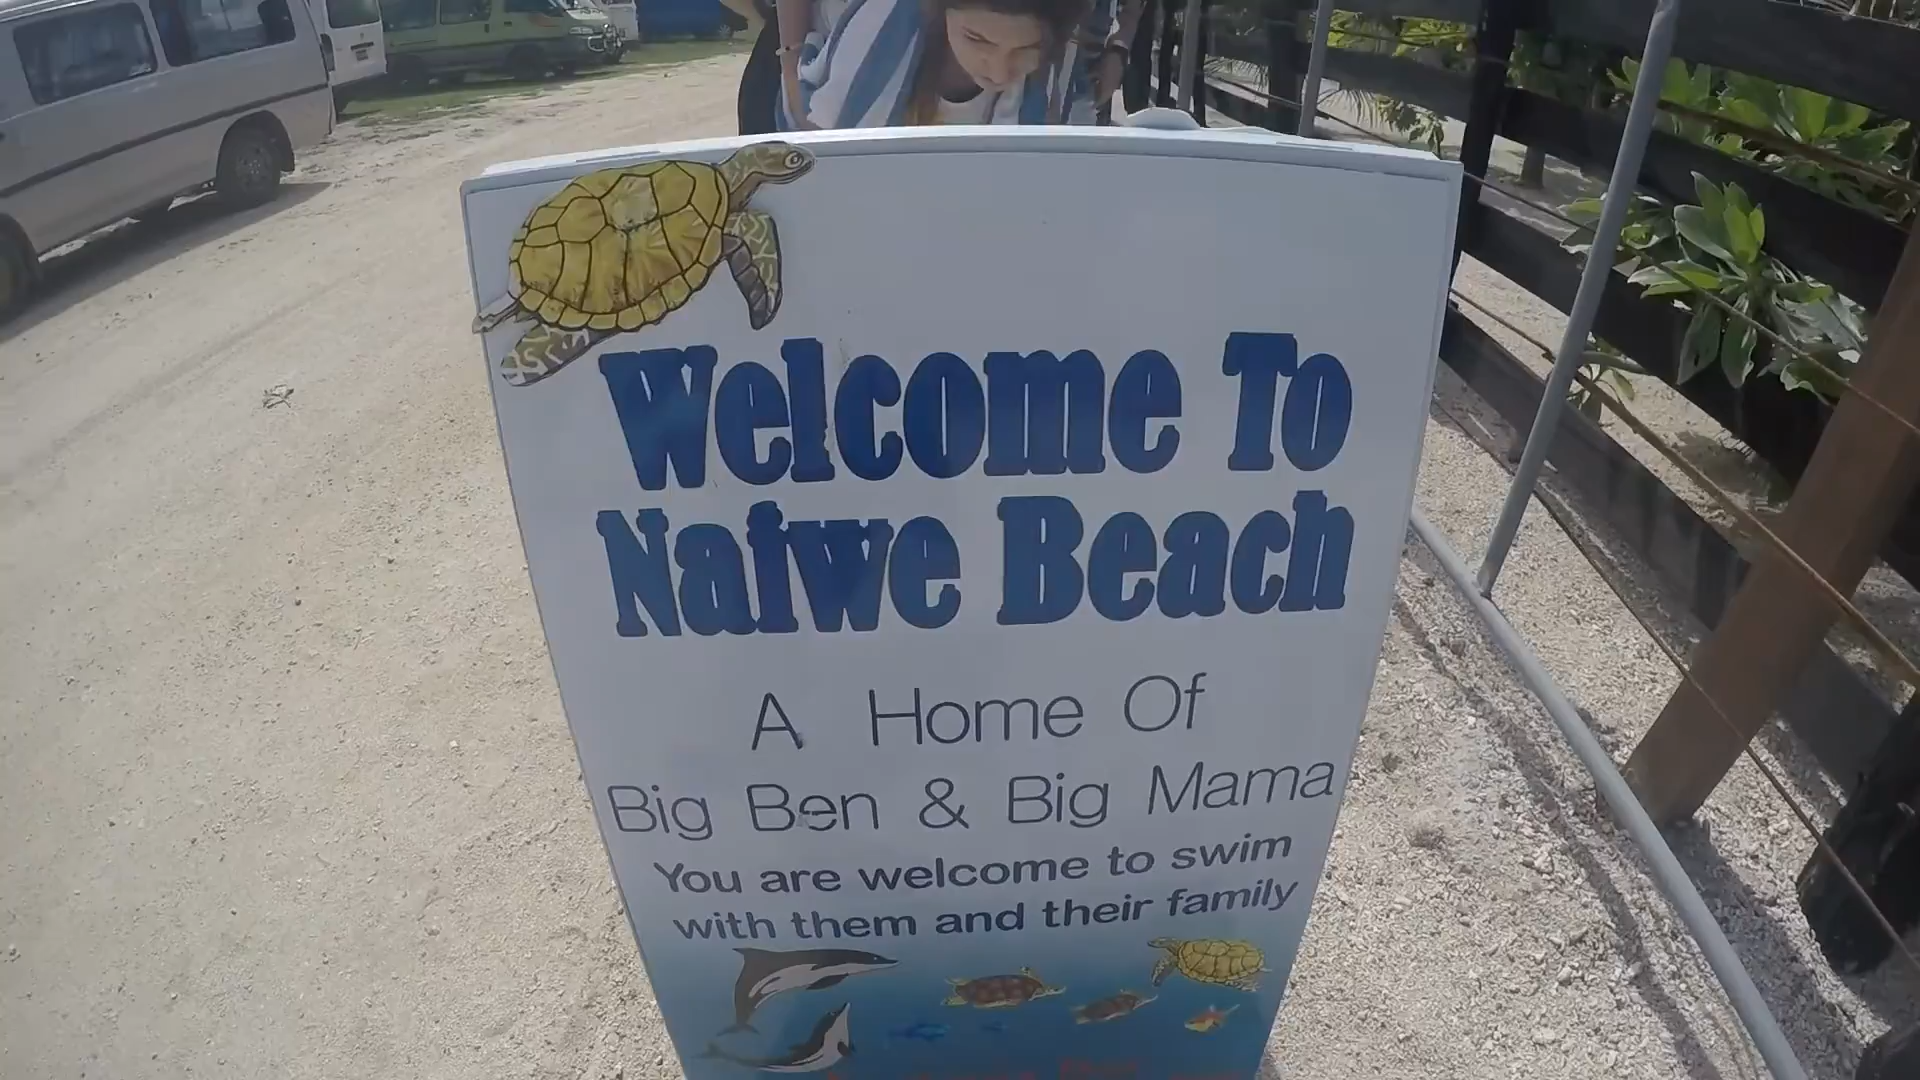 Welcome To
Naiwe Beach
A Home Of
Big Ben & Big Mama
You are welcome to swim
with them and their family